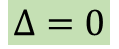 Δ = 0